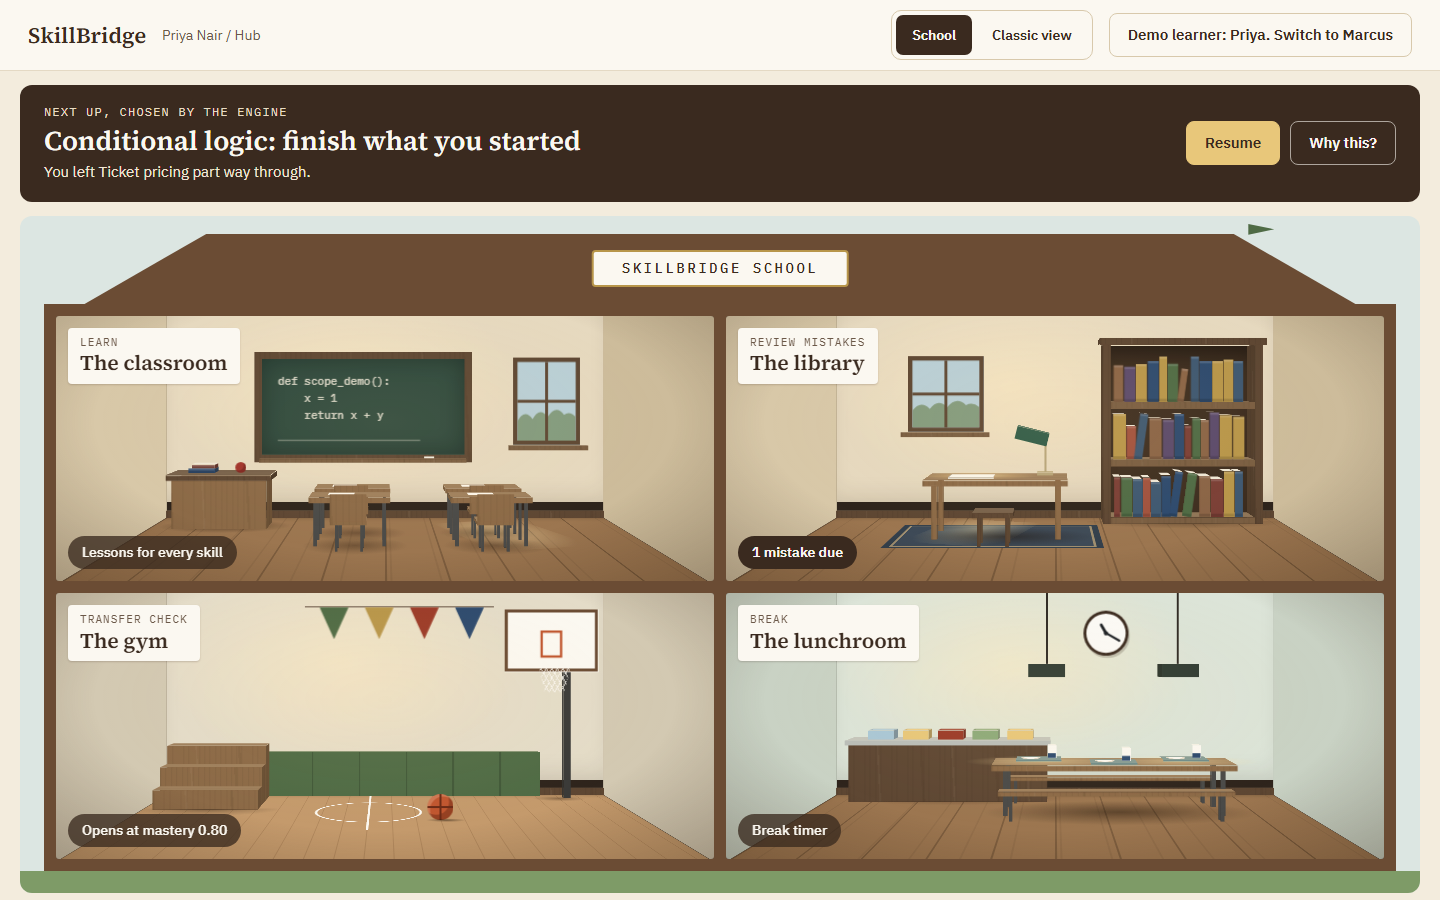 SkillBridge
Priya Nair / Hub
School
Classic view
Demo learner: Priya. Switch to Marcus
NEXT UP, CHOSEN BY THE ENGINE
Conditional logic: finish what you started
You left Ticket pricing part way through.
Resume
Why this?
SKILLBRIDGE SCHOOL
LEARN
The classroom
def scope_demo():
x = 1
return x + y
Lessons for every skill
REVIEW MISTAKES
The library
1 mistake due
TRANSFER CHECK
The gym
Opens at mastery 0.80
BREAK
The lunchroom
Break timer